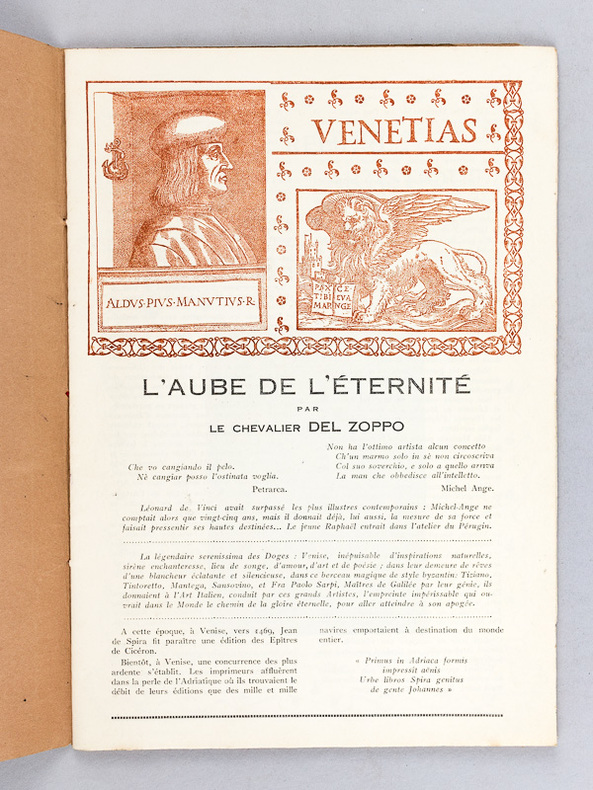 VENETIAS
ALDVS·PIVS·MANVTIVS·R
PAX
TIBI
MAR
CE
EVA
NGE
L'AUBE DE L'ÉTERNITÉ
PAR
LE CHEVALIER DEL ZOPPO
Che vo cangiando il pelo.
Nè cangiar posso l'ostinata voglia.
Petrarca.
Non ha l'ottimo artista alcun concetto
Ch'un marmo solo in sè non circoscriva
Col suo soverchio, e solo a quello arriva
La man che obbedisce all'intelletto.
Michel Ange.
Léonard de Vinci avait surpassé les plus illustres contemporains ; Michel-Ange ne
comptait alors que vingt-cinq ans, mais il donnait déjà, lui aussi, la mesure de sa force et
faisait pressentir ses hautes destinées... Le jeune Raphaël entrait dans l'atelier du Pérugin.
La légendaire serenissima des Doges : Venise, inépuisable d'inspirations naturelles,
sirène enchanteresse, lieu de songe, d'amour, d'art et de poésie ; dans leur demeure de rêves
d'une blancheur éclatante et silencieuse, dans ce berceau magique de style byzantin: Tiziano,
Tintoretto, Mantega, Sansovino, et Fra Paolo Sarpi, Maîtres de Galilée par leur génie, ils
donnaient à l'Art Italien, conduit par ces grands Artistes, l'empreinte impérissable qui ou-
vrait dans le Monde le chemin de la gloire éternelle, pour aller atteindre à son apogée.
A cette époque, à Venise, vers 1469, Jean
de Spira fit paraître une édition des Epîtres
de Cicéron.
Bientôt, à Venise, une concurrence des plus
ardente s'établit. Les imprimeurs affluèrent
dans la perle de l'Adriatique où ils trouvaient le
débit de leurs éditions que des mille et mille
navires emportaient à destination du monde
entier.
« Primus in Adriaca formis
impressit aenis
Urbe libros Spira genitus
de gente Johannes »